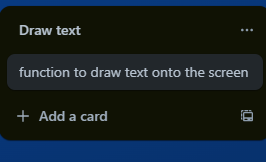 Draw text
function to draw text onto the screen
Add a card